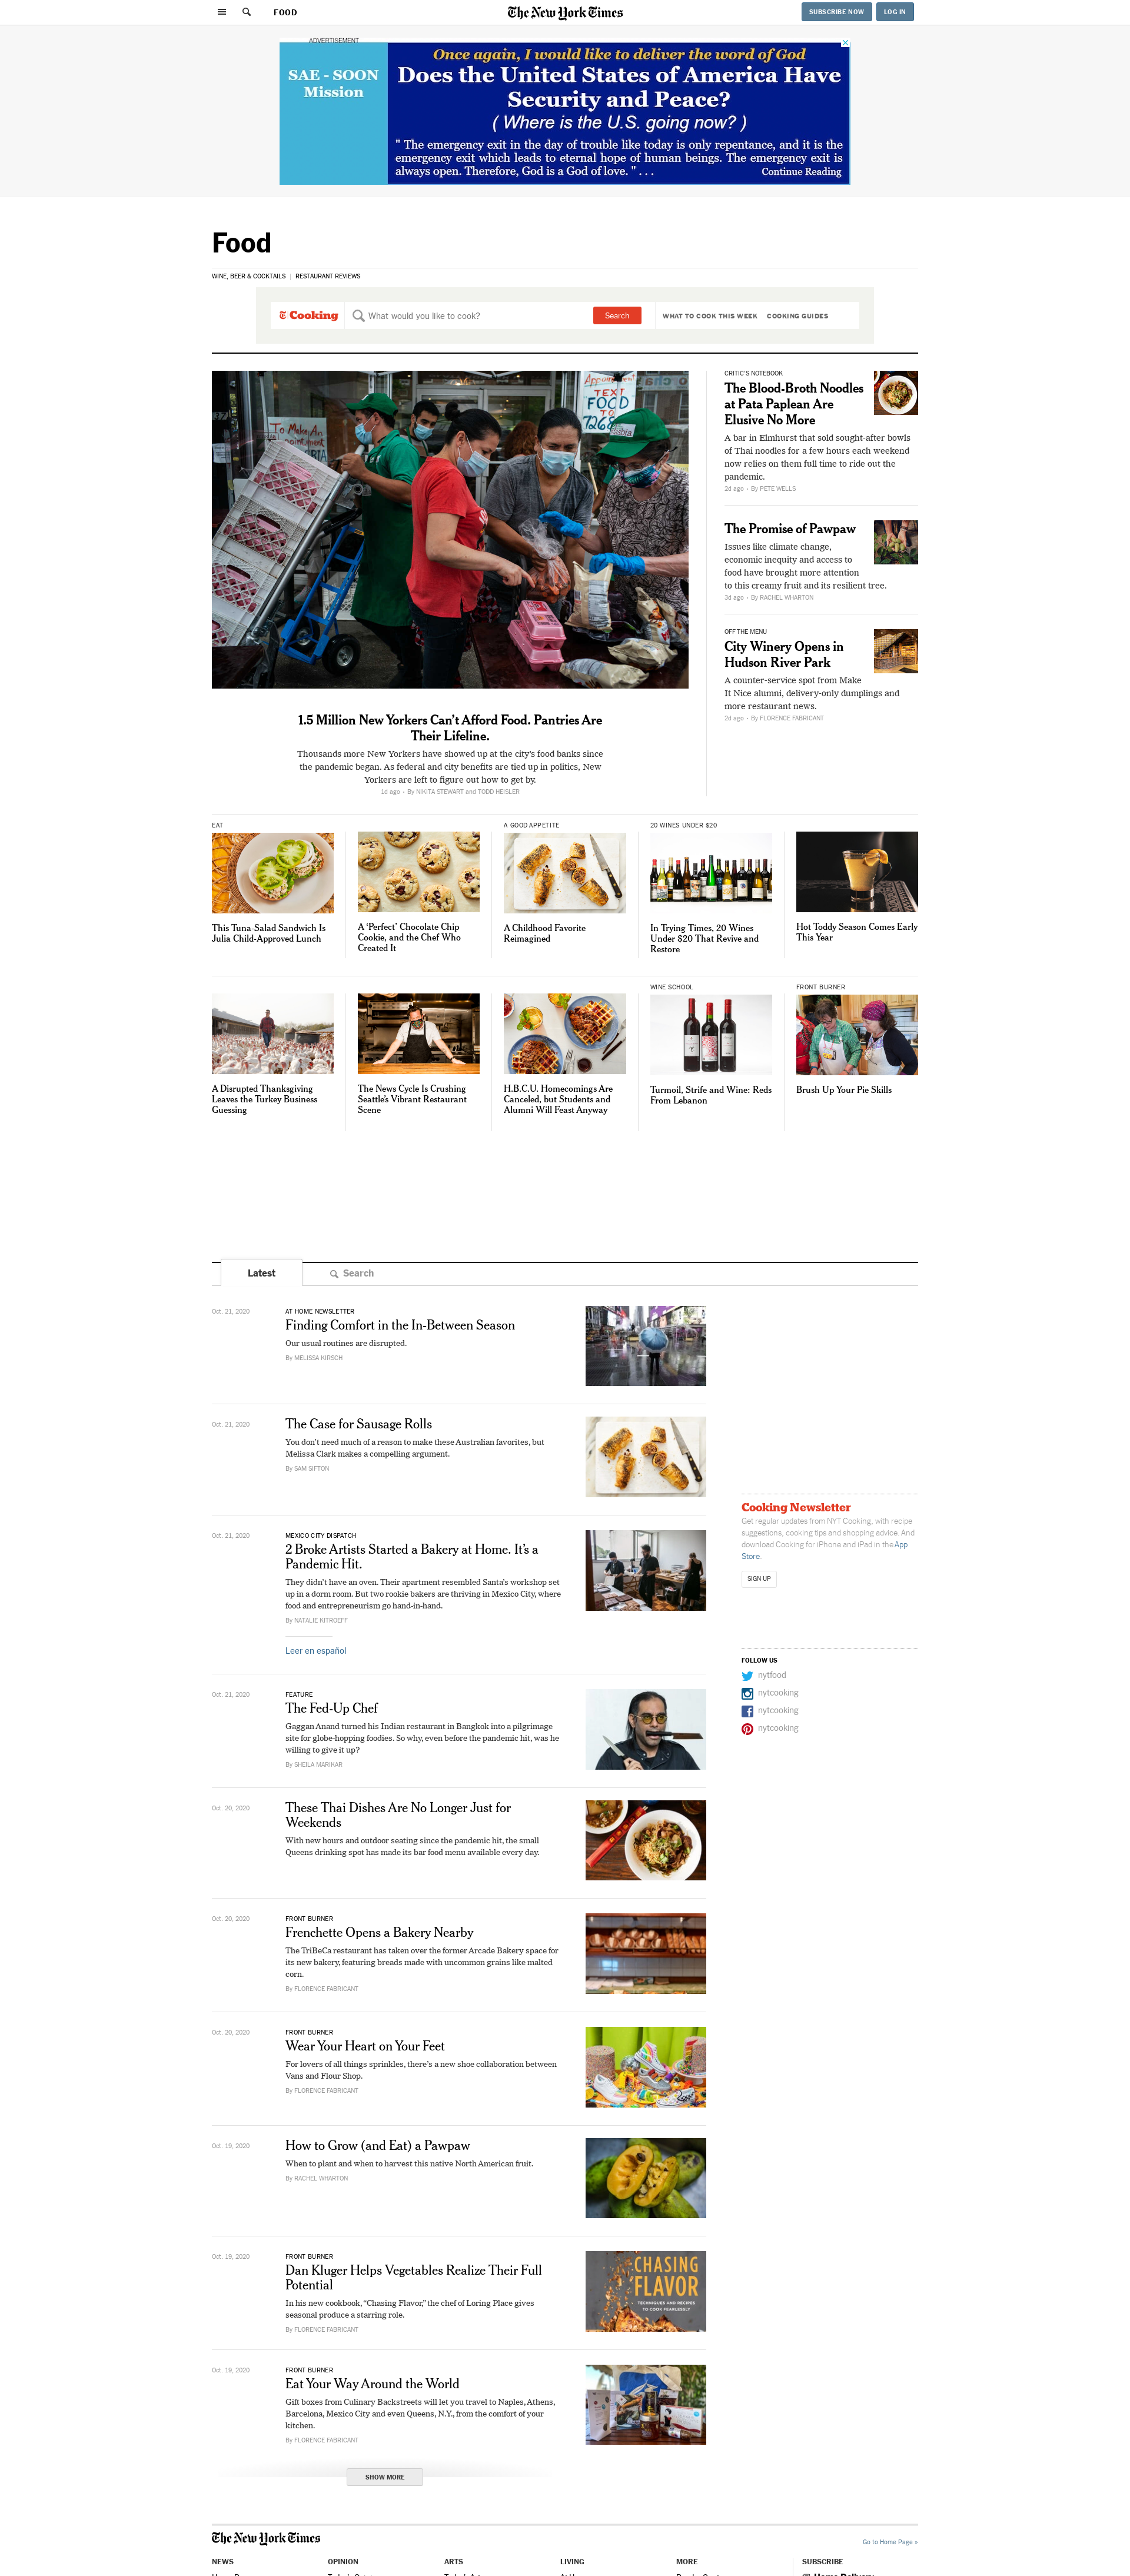 FOOD
The New York Times
SUBSCRIBE NOW
LOG IN
ADVERTISEMENT
SAE - SOON
Mission
Once again, I would like to deliver the word of God
Does the United States of America Have
Security and Peace?
( Where is the U.S. going now? )
" The emergency exit in the day of trouble like today is only repentance, and it is the
emergency exit which leads to eternal hope of human beings. The emergency exit is
always open. Therefore, God is a God of love. " . . .
Continue Reading
Food
WINE, BEER & COCKTAILS
RESTAURANT REVIEWS
Cooking
What would you like to cook?
Search
WHAT TO COOK THIS WEEK
COOKING GUIDES
TEXT
FOOD
CRITIC'S NOTEBOOK
The Blood-Broth Noodles
at Pata Paplean Are
Elusive No More
A bar in Elmhurst that sold sought-after bowls
of Thai noodles for a few hours each weekend
now relies on them full time to ride out the
pandemic.
2d ago • By PETE WELLS
The Promise of Pawpaw
Issues like climate change,
economic inequity and access to
food have brought more attention
to this creamy fruit and its resilient tree.
3d ago • By RACHEL WHARTON
OFF THE MENU
City Winery Opens in
Hudson River Park
A counter-service spot from Make
It Nice alumni, delivery-only dumplings and
more restaurant news.
2d ago • By FLORENCE FABRICANT
1.5 Million New Yorkers Can't Afford Food. Pantries Are
Their Lifeline.
Thousands more New Yorkers have showed up at the city's food banks since
the pandemic began. As federal and city benefits are tied up in politics, New
Yorkers are left to figure out how to get by.
1d ago • By NIKITA STEWART and TODD HEISLER
EAT
This Tuna-Salad Sandwich Is
Julia Child-Approved Lunch
A 'Perfect' Chocolate Chip
Cookie, and the Chef Who
Created It
A GOOD APPETITE
A Childhood Favorite
Reimagined
20 WINES UNDER $20
In Trying Times, 20 Wines
Under $20 That Revive and
Restore
Hot Toddy Season Comes Early
This Year
A Disrupted Thanksgiving
Leaves the Turkey Business
Guessing
The News Cycle Is Crushing
Seattle's Vibrant Restaurant
Scene
H.B.C.U. Homecomings Are
Canceled, but Students and
Alumni Will Feast Anyway
WINE SCHOOL
Turmoil, Strife and Wine: Reds
From Lebanon
FRONT BURNER
Brush Up Your Pie Skills
Latest
Search
Oct. 21, 2020
AT HOME NEWSLETTER
Finding Comfort in the In-Between Season
Our usual routines are disrupted.
By MELISSA KIRSCH
Oct. 21, 2020
The Case for Sausage Rolls
You don't need much of a reason to make these Australian favorites, but
Melissa Clark makes a compelling argument.
By SAM SIFTON
Oct. 21, 2020
MEXICO CITY DISPATCH
2 Broke Artists Started a Bakery at Home. It's a
Pandemic Hit.
They didn't have an oven. Their apartment resembled Santa's workshop set
up in a dorm room. But two rookie bakers are thriving in Mexico City, where
food and entrepreneurism go hand-in-hand.
By NATALIE KITROEFF
Leer en español
Oct. 21, 2020
FEATURE
The Fed-Up Chef
Gaggan Anand turned his Indian restaurant in Bangkok into a pilgrimage
site for globe-hopping foodies. So why, even before the pandemic hit, was he
willing to give it up?
By SHEILA MARIKAR
Oct. 20, 2020
These Thai Dishes Are No Longer Just for
Weekends
With new hours and outdoor seating since the pandemic hit, the small
Queens drinking spot has made its bar food menu available every day.
Oct. 20, 2020
FRONT BURNER
Frenchette Opens a Bakery Nearby
The TriBeCa restaurant has taken over the former Arcade Bakery space for
its new bakery, featuring breads made with uncommon grains like malted
corn.
By FLORENCE FABRICANT
Oct. 20, 2020
FRONT BURNER
Wear Your Heart on Your Feet
For lovers of all things sprinkles, there's a new shoe collaboration between
Vans and Flour Shop.
By FLORENCE FABRICANT
Oct. 19, 2020
How to Grow (and Eat) a Pawpaw
When to plant and when to harvest this native North American fruit.
By RACHEL WHARTON
Oct. 19, 2020
FRONT BURNER
Dan Kluger Helps Vegetables Realize Their Full
Potential
In his new cookbook, "Chasing Flavor," the chef of Loring Place gives
seasonal produce a starring role.
By FLORENCE FABRICANT
CHASING
FLAVOR
TECHNIQUES AND RECIPES
TO COOK FEARLESSLY
Oct. 19, 2020
FRONT BURNER
Eat Your Way Around the World
Gift boxes from Culinary Backstreets will let you travel to Naples, Athens,
Barcelona, Mexico City and even Queens, N.Y., from the comfort of your
kitchen.
By FLORENCE FABRICANT
SHOW MORE
Cooking Newsletter
Get regular updates from NYT Cooking, with recipe
suggestions, cooking tips and shopping advice. And
download Cooking for iPhone and iPad in the App
Store.
SIGN UP
FOLLOW US
nytfood
nytcooking
nytcooking
nytcooking
The New York Times
Go to Home Page »
NEWS
OPINION
ARTS
LIVING
MORE
SUBSCRIBE